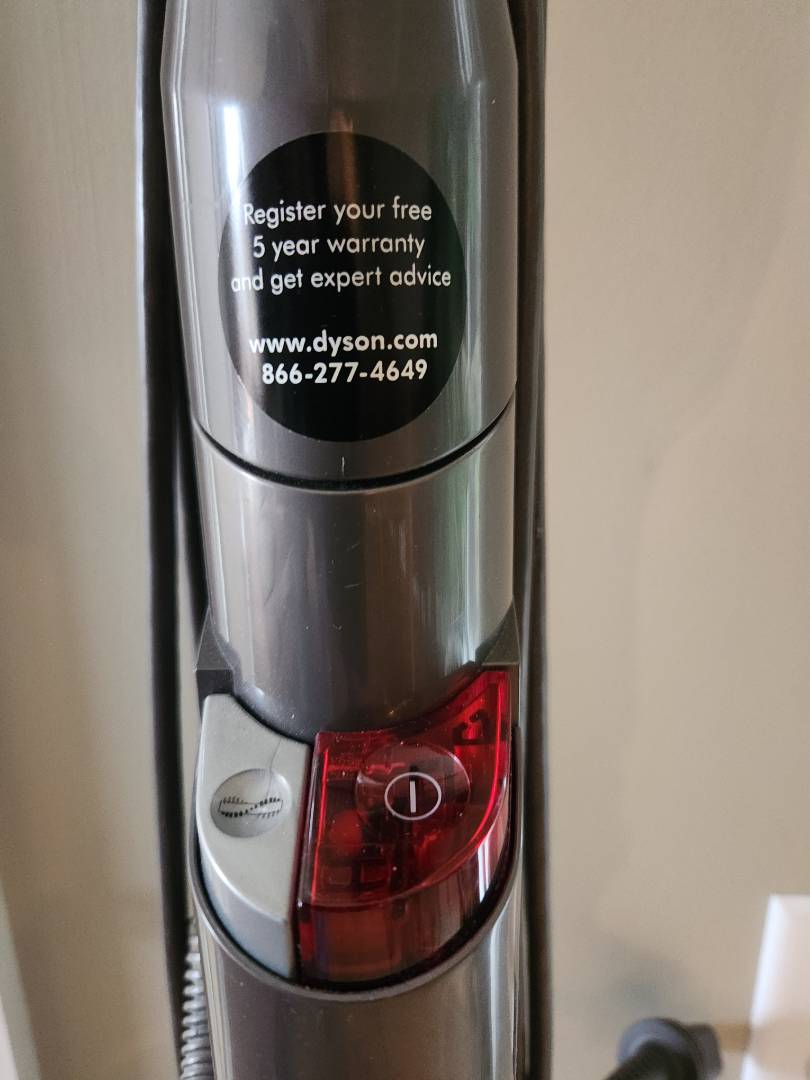 Register your free
5 year warranty
and get expert advice
www.dyson.com
866-277-4649